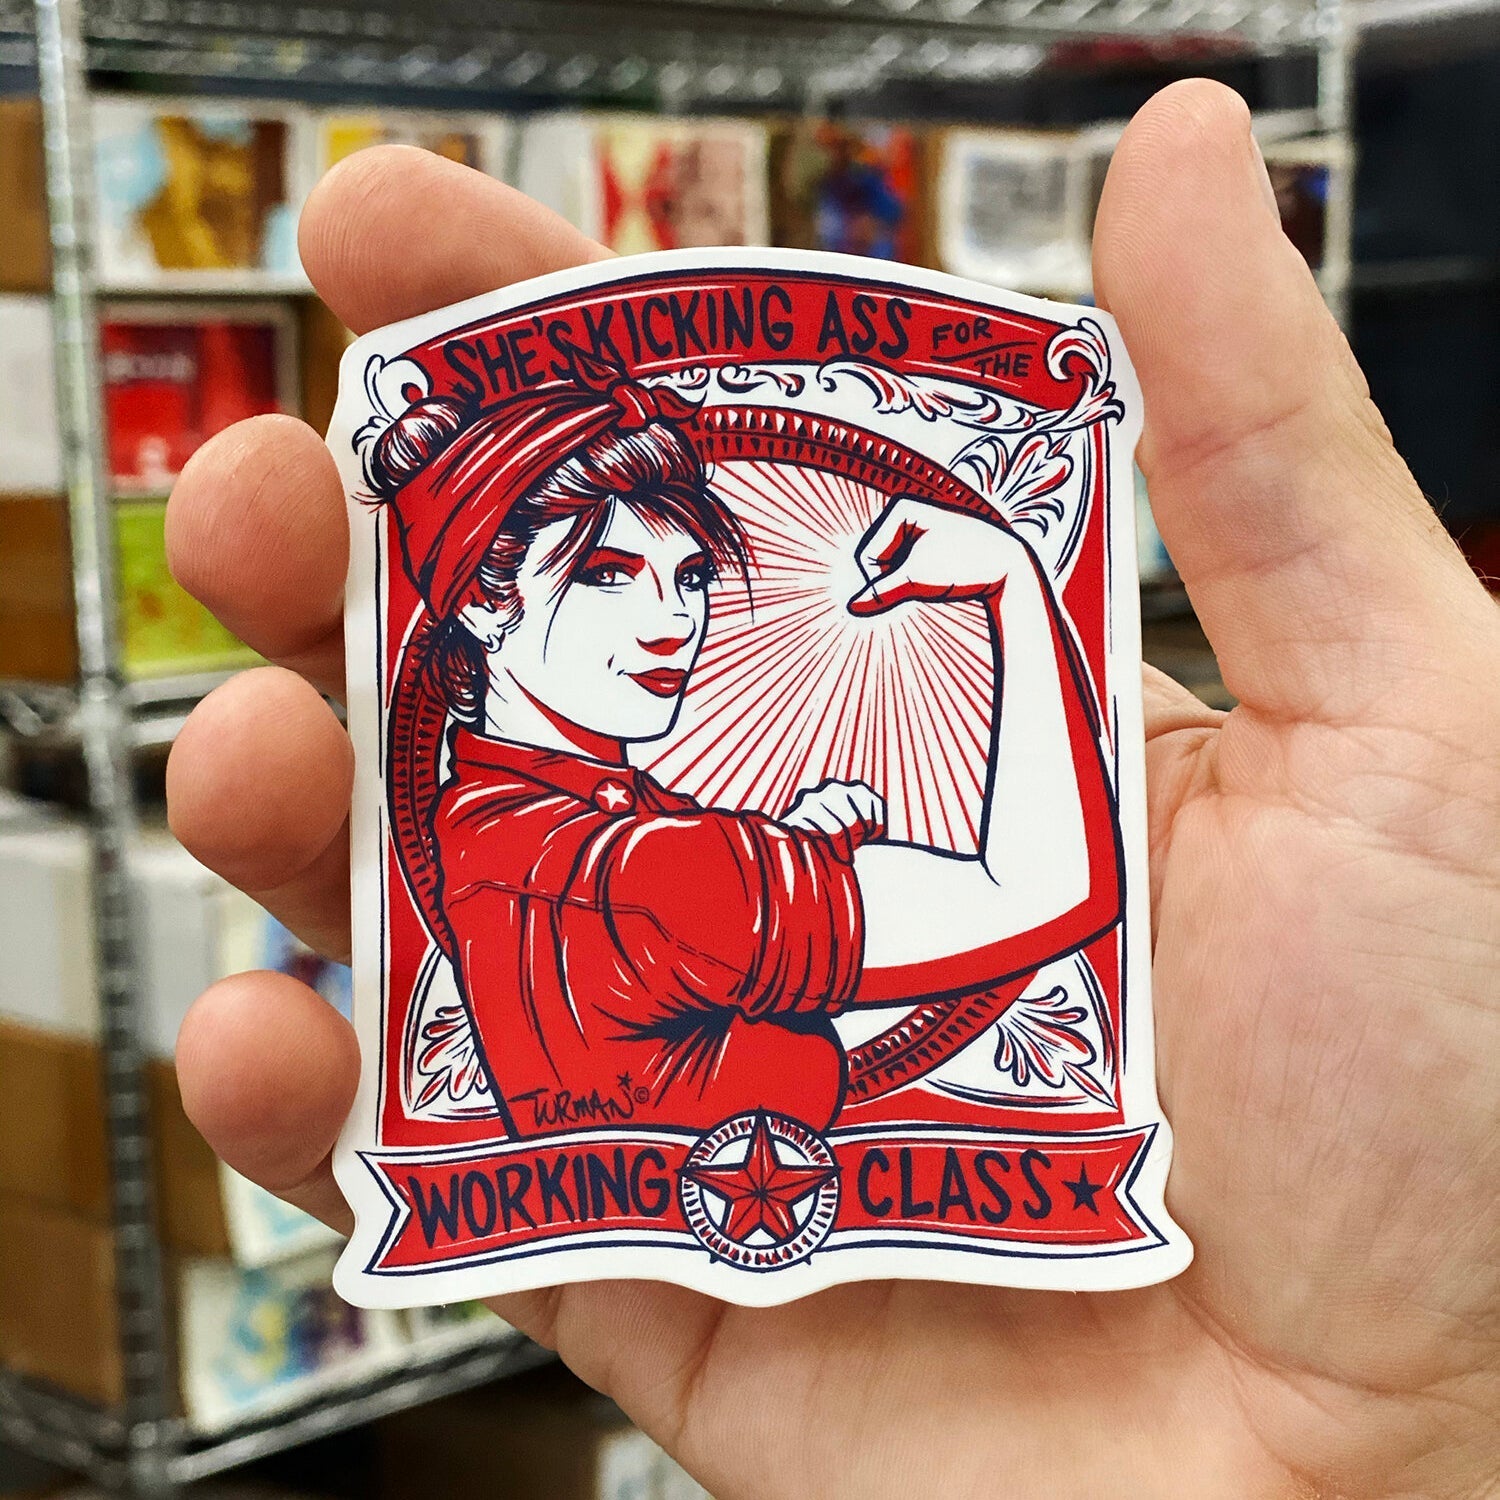 SHE'S KICKING ASS FOR
THE
TURMAN ©
WORKING CLASS